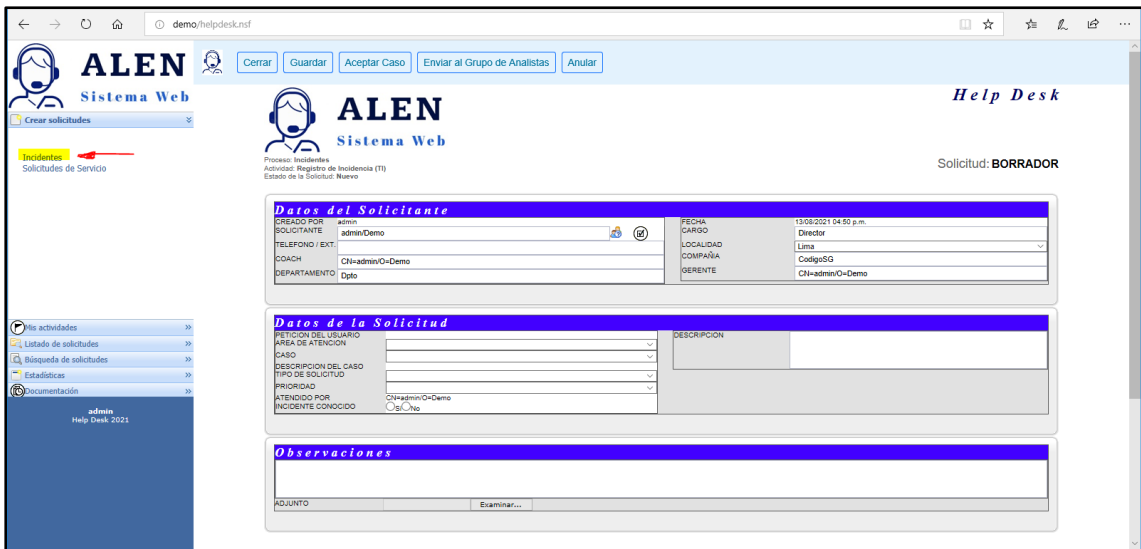 demo/helpdesk.nsf
ALEN
Sistema Web
Crear solicitudes
Incidentes
Solicitudes de Servicio
Mis actividades
Listado de solicitudes
Búsqueda de solicitudes
Estadísticas
Documentación
admin
Help Desk 2021
Cerrar Guardar Aceptar Caso Enviar al Grupo de Analistas Anular
ALEN
Sistema Web
Help Desk
Proceso: Incidentes
Actividad: Registro de Incidencia (TI)
Estado de la Solicitud: Nuevo
Solicitud: BORRADOR
Datos del Solicitante
CREADO POR admin FECHA 13/08/2021 04:50 p.m.
SOLICITANTE admin/Demo CARGO Director
TELEFONO / EXT. LOCALIDAD Lima
COACH CN=admin/O=Demo COMPAÑIA CodigoSG
DEPARTAMENTO Dpto GERENTE CN=admin/O=Demo
Datos de la Solicitud
PETICION DEL USUARIO DESCRIPCION
AREA DE ATENCION
CASO
DESCRIPCION DEL CASO
TIPO DE SOLICITUD
PRIORIDAD
ATENDIDO POR CN=admin/O=Demo
INCIDENTE CONOCIDO Sí No
Observaciones
ADJUNTO Examinar...